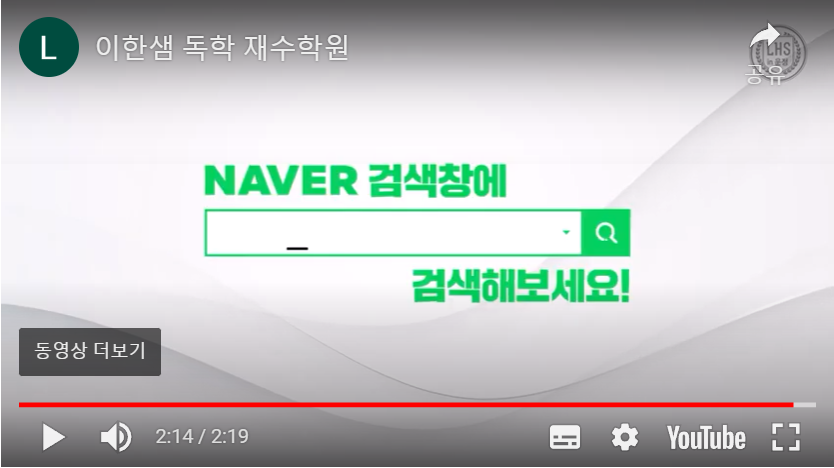 L 이한샘 독학 재수학원
LHS
공유
NAVER 검색창에
검색해보세요!
동영상 더보기
2:14 / 2:19
YouTube